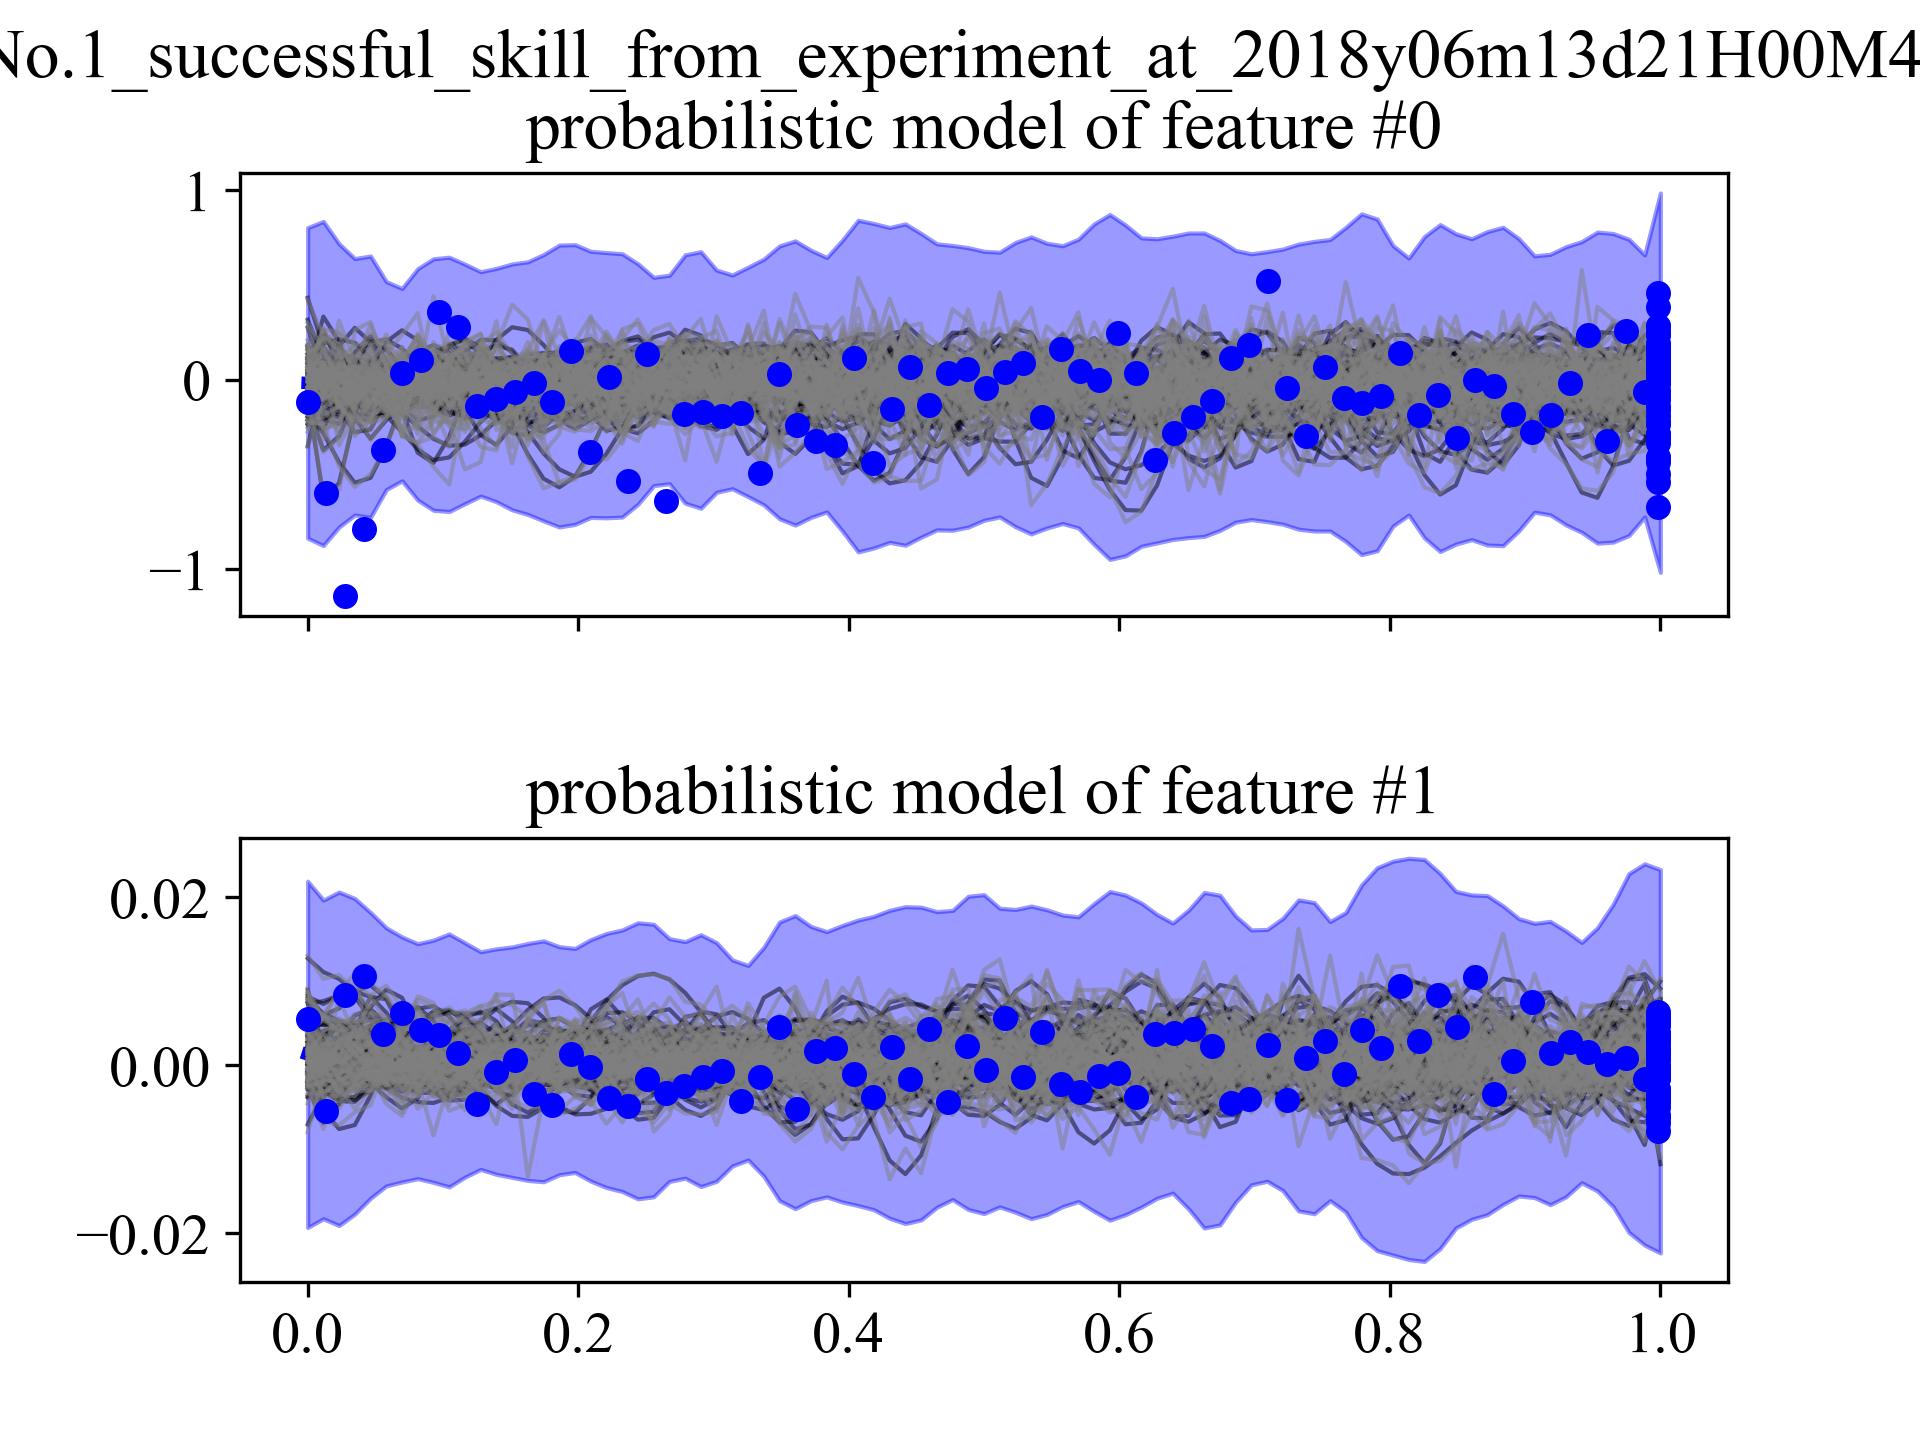 No.1_successful_skill_from_experiment_at_2018y06m13d21H00M4
probabilistic model of feature #0
1
0
−1
probabilistic model of feature #1
0.02
0.00
−0.02
0.0 0.2 0.4 0.6 0.8 1.0